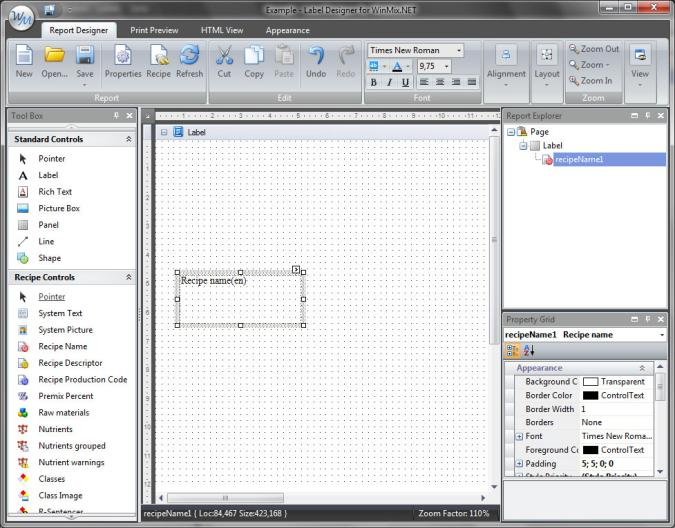 Example - Label Designer for WinMix.NET
Report Designer Print Preview HTML View Appearance
Times New Roman
9,75
B I U
New Open... Save Properties Recipe Refresh Cut Copy Paste Undo Redo Alignment Layout Zoom Out Zoom Zoom In View
Report Edit Font Zoom
Tool Box
Standard Controls
Pointer
Label
Rich Text
Picture Box
Panel
Line
Shape
Recipe Controls
Pointer
System Text
System Picture
Recipe Name
Recipe Descriptor
Recipe Production Code
Premix Percent
Raw materials
Nutrients
Nutrients grouped
Nutrient warnings
Classes
Class Image
R-Sentences
Label
Recipe name(en)
recipeName1 { Loc:84,467 Size:423,168 } Zoom Factor: 110%
Report Explorer
Page
Label
recipeName1
Property Grid
recipeName1 Recipe name
Appearance
Background C Transparent
Border Color ControlText
Border Width 1
Borders None
Font Times New Roma...
Foreground Cc ControlText
Padding 5; 5; 0; 0
Style Priority (Style Priority)